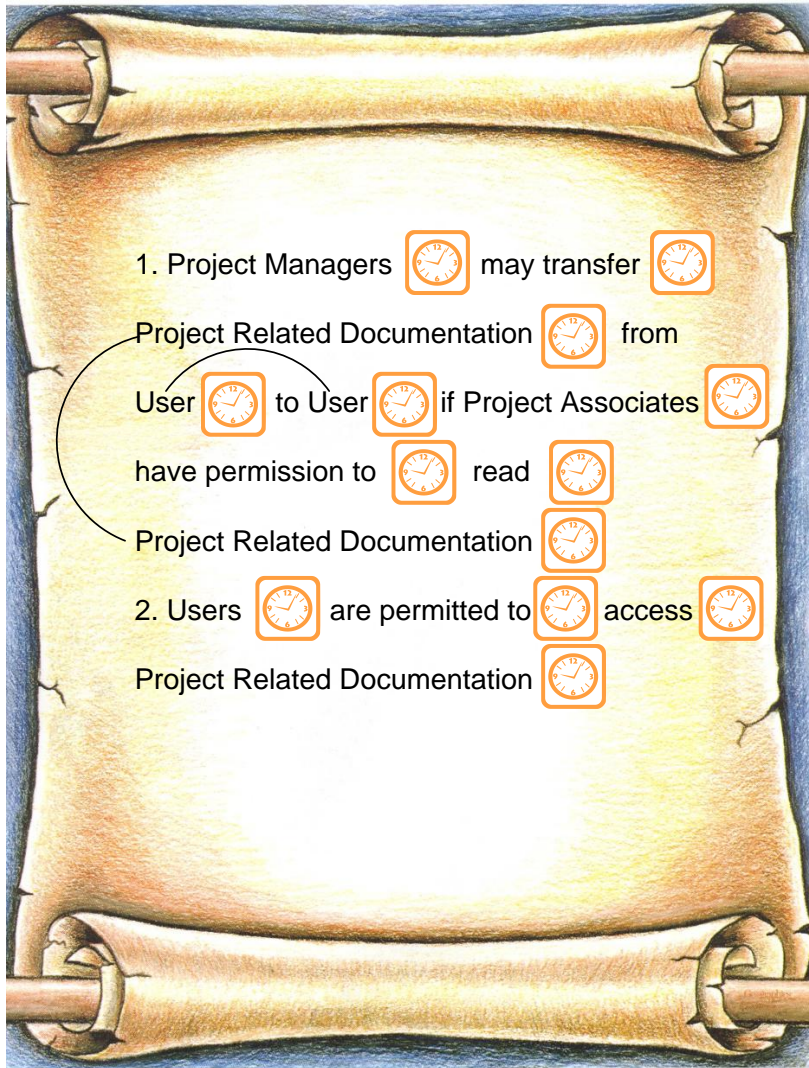 1. Project Managers may transfer
Project Related Documentation from
User to User if Project Associates
have permission to read
Project Related Documentation
2. Users are permitted to access
Project Related Documentation